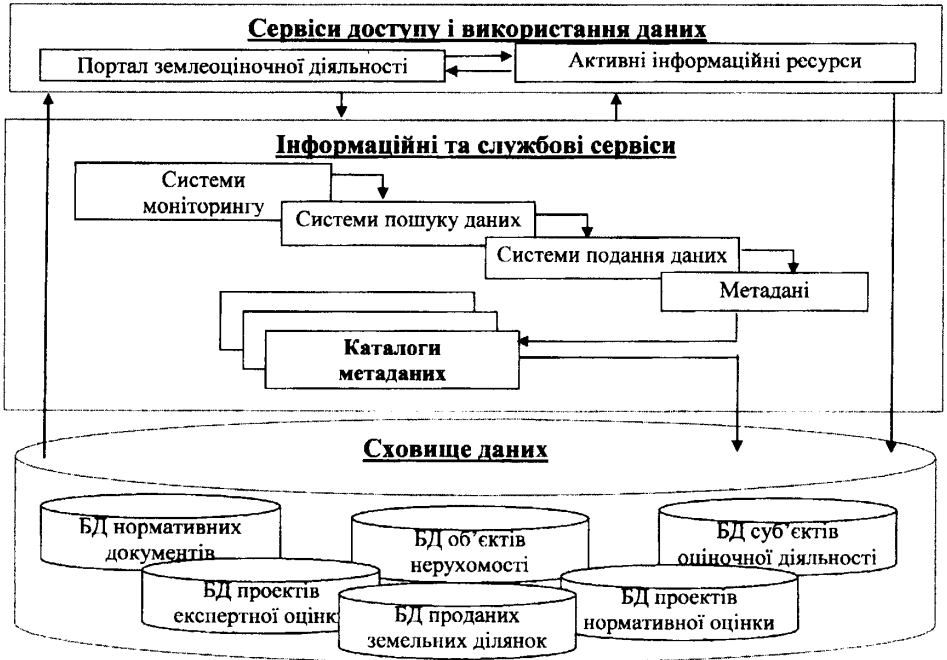 Сервіси доступу і використання даних
Портал землеоціночної діяльності
Активні інформаційні ресурси
Інформаційні та службові сервіси
Системи
моніторингу
Системи пошуку даних
Системи подання даних
Метадані
Каталоги
метаданих
Сховище даних
БД нормативних
документів
БД об’єктів
нерухомості
БД суб’єктів
оціночної діяльності
БД проектів
експертної оцінки
БД проданих
земельних ділянок
БД проектів
нормативної оцінки